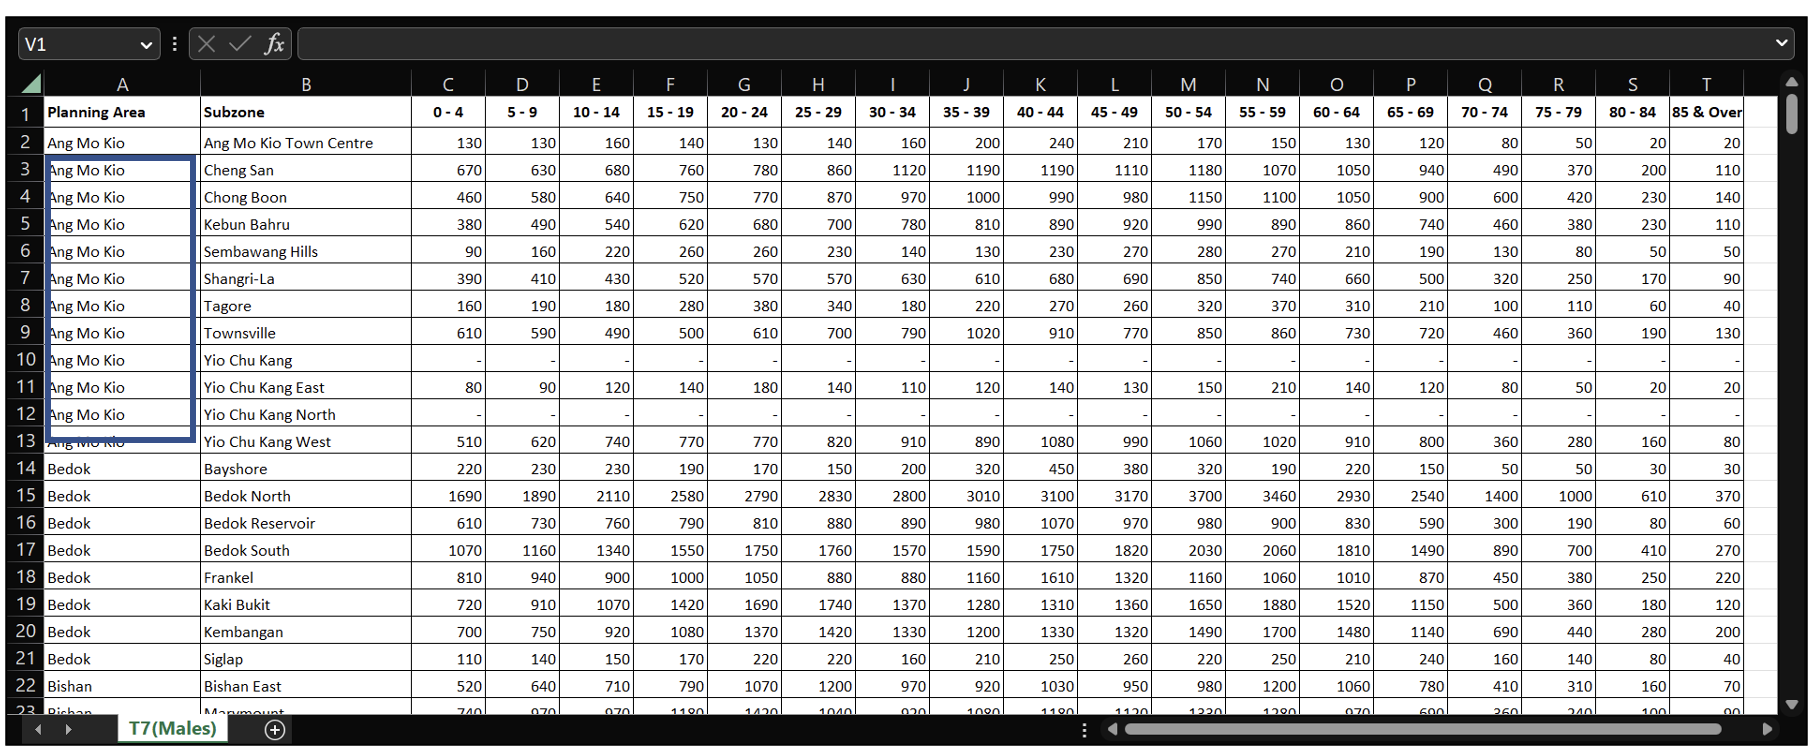 V1
fx
A B C D E F G H I J K L M N O P Q R S T
1 Planning Area Subzone 0 - 4 5 - 9 10 - 14 15 - 19 20 - 24 25 - 29 30 - 34 35 - 39 40 - 44 45 - 49 50 - 54 55 - 59 60 - 64 65 - 69 70 - 74 75 - 79 80 - 84 85 & Over
2 Ang Mo Kio Ang Mo Kio Town Centre 130 130 160 140 130 140 160 200 240 210 170 150 130 120 80 50 20 20
3 Ang Mo Kio Cheng San 670 630 680 760 780 860 1120 1190 1190 1110 1180 1070 1050 940 490 370 200 110
4 Ang Mo Kio Chong Boon 460 580 640 750 770 870 970 1000 990 980 1150 1100 1050 900 600 420 230 140
5 Ang Mo Kio Kebun Bahru 380 490 540 620 680 700 780 810 890 920 990 890 860 740 460 380 230 110
6 Ang Mo Kio Sembawang Hills 90 160 220 260 260 230 140 130 230 270 280 270 210 190 130 80 50 50
7 Ang Mo Kio Shangri-La 390 410 430 520 570 570 630 610 680 690 850 740 660 500 320 250 170 90
8 Ang Mo Kio Tagore 160 190 180 280 380 340 180 220 270 260 320 370 310 210 100 110 60 40
9 Ang Mo Kio Townsville 610 590 490 500 610 700 790 1020 910 770 850 860 730 720 460 360 190 130
10 Ang Mo Kio Yio Chu Kang - - - - - - - - - - - - - - - - - -
11 Ang Mo Kio Yio Chu Kang East 80 90 120 140 180 140 110 120 140 130 150 210 140 120 80 50 20 20
12 Ang Mo Kio Yio Chu Kang North - - - - - - - - - - - - - - - - - -
13 Ang Mo Kio Yio Chu Kang West 510 620 740 770 770 820 910 890 1080 990 1060 1020 910 800 360 280 160 80
14 Bedok Bayshore 220 230 230 190 170 150 200 320 450 380 320 190 220 150 50 50 30 30
15 Bedok Bedok North 1690 1890 2110 2580 2790 2830 2800 3010 3100 3170 3700 3460 2930 2540 1400 1000 610 370
16 Bedok Bedok Reservoir 610 730 760 790 810 880 890 980 1070 970 980 900 830 590 300 190 80 60
17 Bedok Bedok South 1070 1160 1340 1550 1750 1760 1570 1590 1750 1820 2030 2060 1810 1490 890 700 410 270
18 Bedok Frankel 810 940 900 1000 1050 880 880 1160 1610 1320 1160 1060 1010 870 450 380 250 220
19 Bedok Kaki Bukit 720 910 1070 1420 1690 1740 1370 1280 1310 1360 1650 1880 1520 1150 500 360 180 120
20 Bedok Kembangan 700 750 920 1080 1370 1420 1330 1200 1330 1320 1490 1700 1480 1140 690 440 280 200
21 Bedok Siglap 110 140 150 170 220 220 160 210 250 260 220 250 210 240 160 140 80 40
22 Bishan Bishan East 520 640 710 790 1070 1200 970 920 1030 950 980 1200 1060 780 410 310 160 70
23 Bishan Marymount 740 970 970 1180 1420 1040 920 1080 1180 1120 1330 1280 970 690 360 240 100 90
T7(Males)